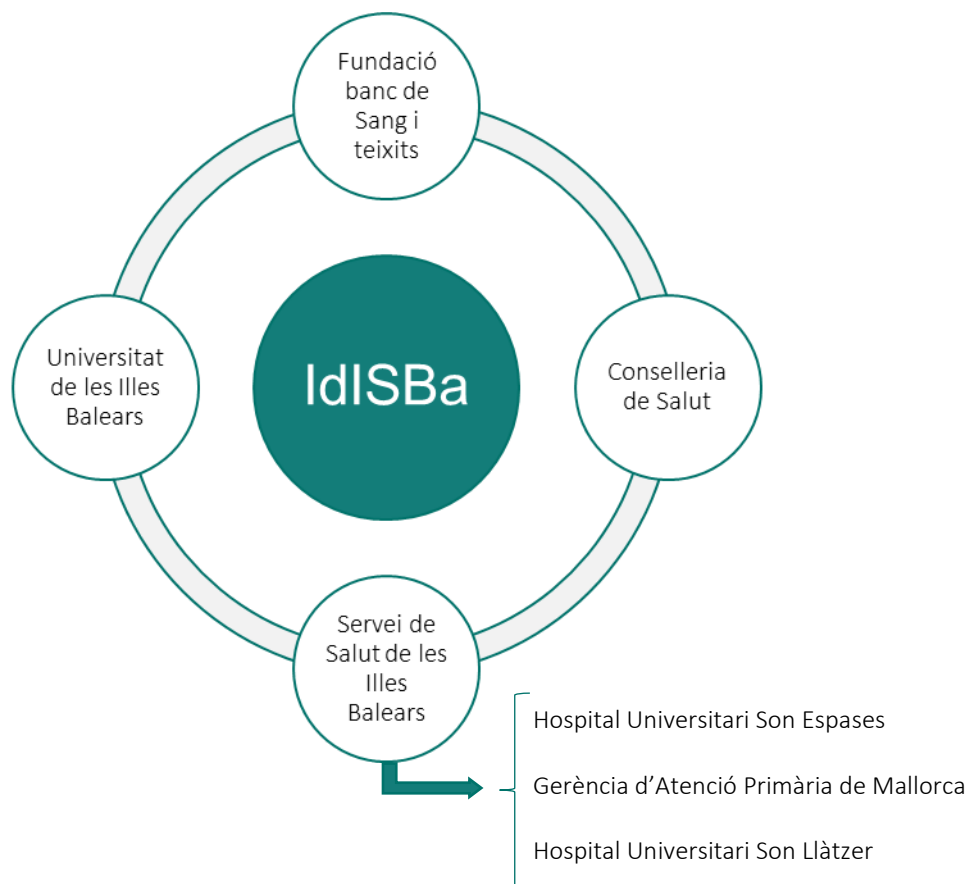 Fundació
banc de
Sang i
teixits
Universitat
de les Illes
Balears
IdISBa
Conselleria
de Salut
Servei de
Salut de les
Illes
Balears
Hospital Universitari Son Espases
Gerència d’Atenció Primària de Mallorca
Hospital Universitari Son Llàtzer